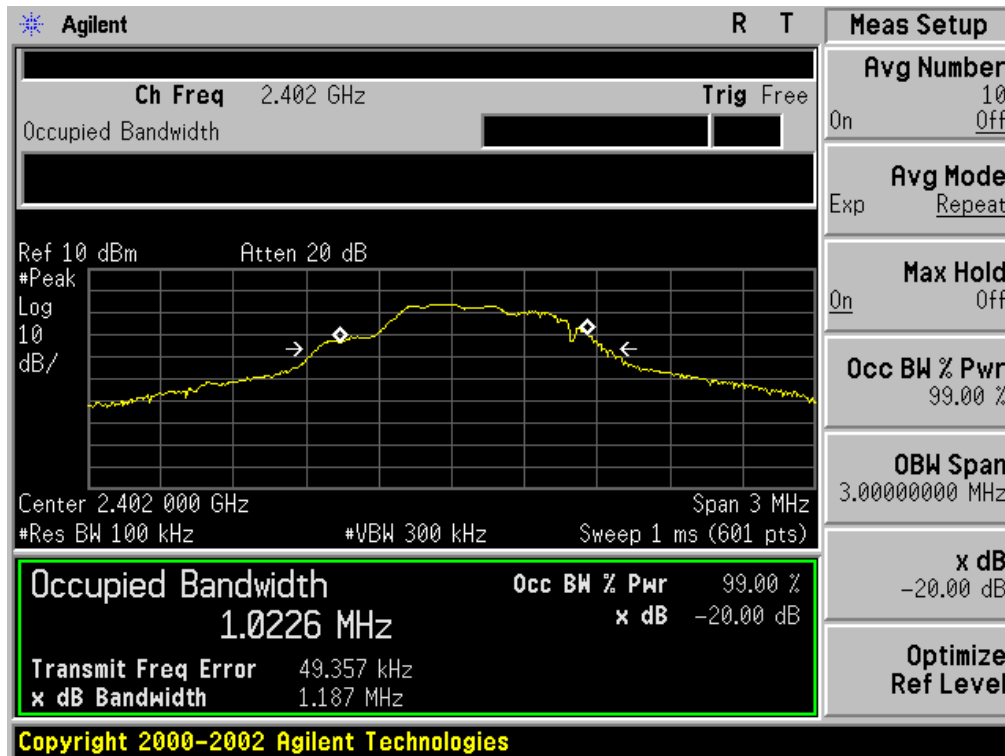 Agilent R T
Ch Freq 2.402 GHz Trig Free
Occupied Bandwidth
Ref 10 dBm Atten 20 dB
#Peak
Log
10
dB/
Center 2.402 000 GHz Span 3 MHz
#Res BW 100 kHz #VBW 300 kHz Sweep 1 ms (601 pts)
Occupied Bandwidth
1.0226 MHz
Occ BW % Pwr 99.00 %
x dB -20.00 dB
Transmit Freq Error 49.357 kHz
x dB Bandwidth 1.187 MHz
Copyright 2000-2002 Agilent Technologies
Meas Setup
Avg Number
10
On Off
Avg Mode
Exp Repeat
Max Hold
On Off
Occ BW % Pwr
99.00 %
OBW Span
3.00000000 MHz
x dB
-20.00 dB
Optimize
Ref Level